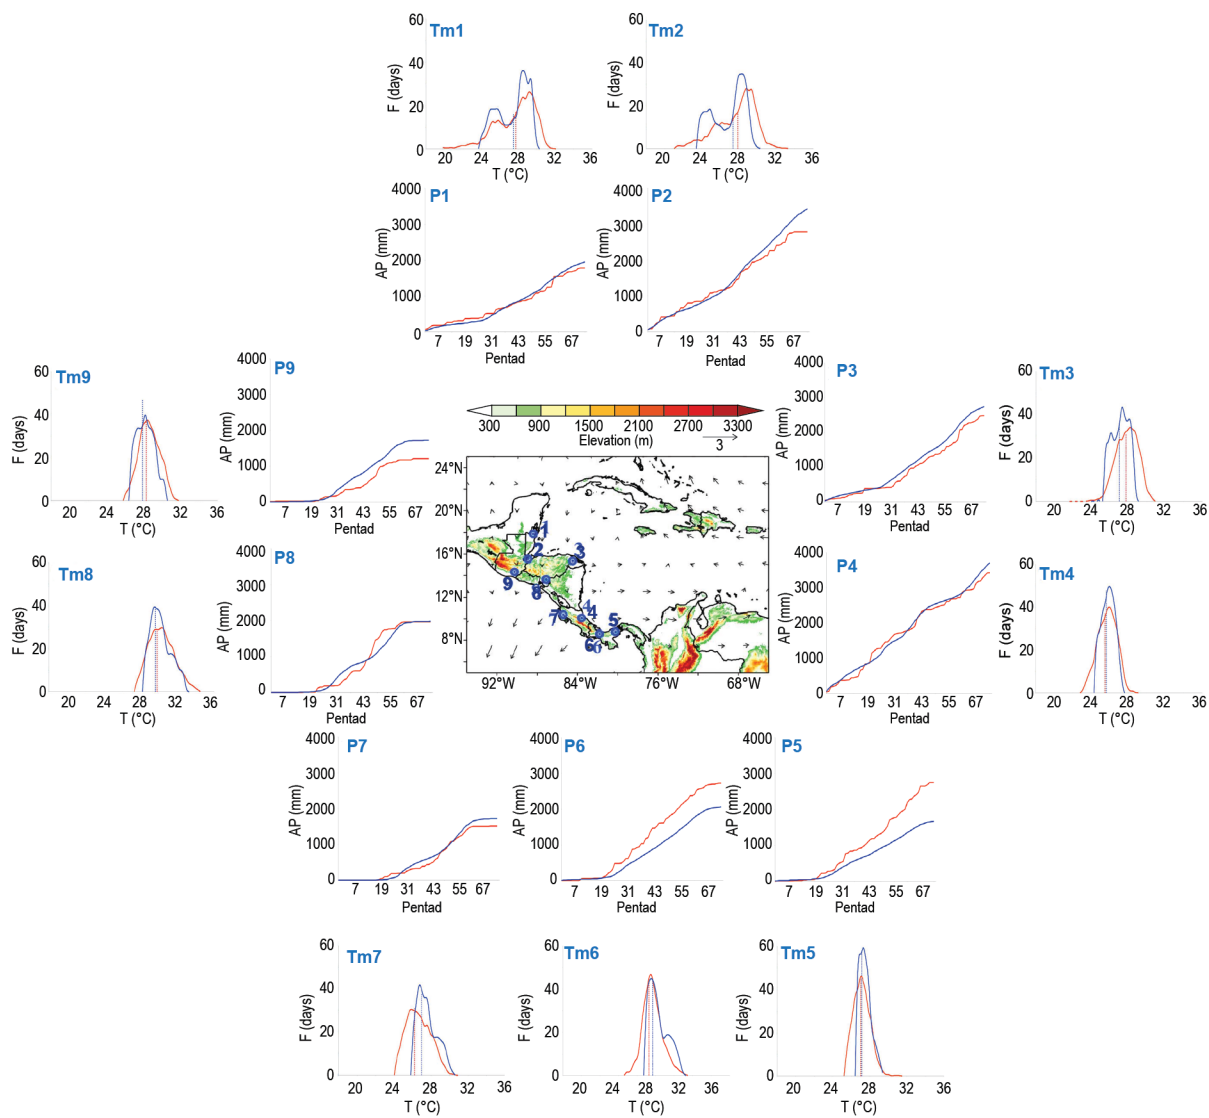 Tm1
60
40
20
0
F (days)
20 24 28 32 36
T (°C)
Tm2
60
40
20
0
F (days)
20 24 28 32 36
T (°C)
P1
4000
3000
2000
1000
0
AP (mm)
7 19 31 43 55 67
Pentad
P2
4000
3000
2000
1000
0
AP (mm)
7 19 31 43 55 67
Pentad
Tm9
60
40
20
0
F (days)
20 24 28 32 36
T (°C)
P9
4000
3000
2000
1000
0
AP (mm)
7 19 31 43 55 67
Pentad
P3
4000
3000
2000
1000
0
AP (mm)
7 19 31 43 55 67
Pentad
Tm3
60
40
20
0
F (days)
20 24 28 32 36
T (°C)
300 900 1500 2100 2700 3300
Elevation (m)
3
24°N
20°N
16°N
12°N
8°N
92°W 84°W 76°W 68°W
1
2
3
9
8
7
4
5
6
Tm8
60
40
20
0
F (days)
20 24 28 32 36
T (°C)
P8
4000
3000
2000
1000
0
AP (mm)
7 19 31 43 55 67
Pentad
P4
4000
3000
2000
1000
0
AP (mm)
7 19 31 43 55 67
Pentad
Tm4
60
40
20
0
F (days)
20 24 28 32 36
T (°C)
P7
4000
3000
2000
1000
0
AP (mm)
7 19 31 43 55 67
Pentad
P6
4000
3000
2000
1000
0
AP (mm)
7 19 31 43 55 67
Pentad
P5
4000
3000
2000
1000
0
AP (mm)
7 19 31 43 55 67
Pentad
Tm7
60
40
20
0
F (days)
20 24 28 32 36
T (°C)
Tm6
60
40
20
0
F (days)
20 24 28 32 36
T (°C)
Tm5
60
40
20
0
F (days)
20 24 28 32 36
T (°C)